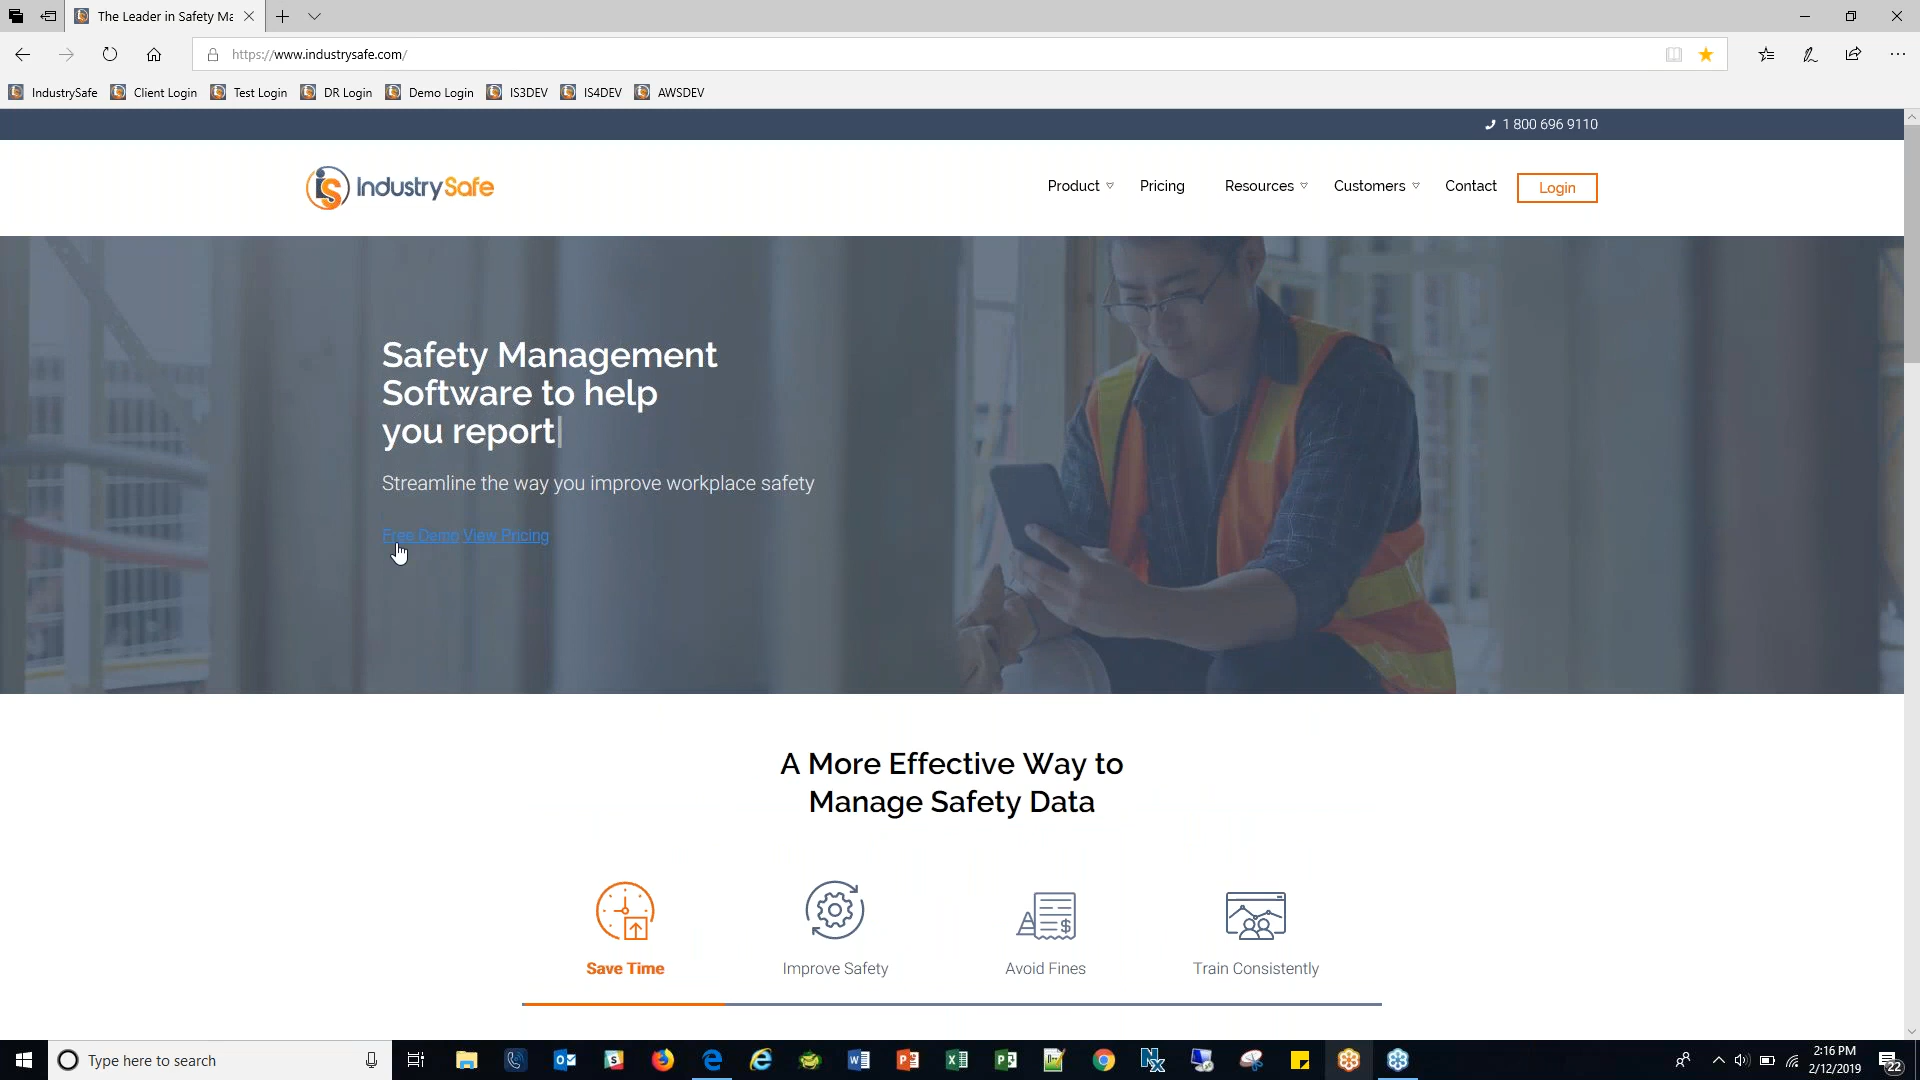 The Leader in Safety Ma
https://www.industrysafe.com/
IndustrySafe
Client Login
Test Login
DR Login
Demo Login
IS3DEV
IS4DEV
AWSDEV
1 800 696 9110
IndustrySafe
Product
Pricing
Resources
Customers
Contact
Login
Safety Management
Software to help
you report
Streamline the way you improve workplace safety
Free Demo View Pricing
A More Effective Way to
Manage Safety Data
Save Time
Improve Safety
Avoid Fines
Train Consistently
Type here to search
2:16 PM
2/12/2019
22